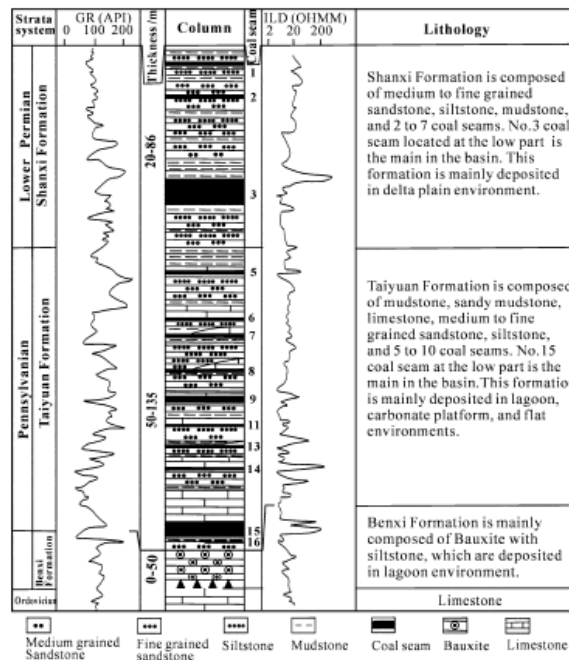 Strata
system
GR (API)
0 100 200
Thickness /m
Column
Coal seam
ILD (OHMM)
2 20 200
Lithology
Lower Permian
Shanxi Formation
20-86
1
2
3
Shanxi Formation is composed
of medium to fine grained
sandstone, siltstone, mudstone,
and 2 to 7 coal seams. No.3 coal
seam located at the low part is
the main in the basin. This
formation is mainly deposited
in delta plain environment.
Pennsylvanian
Taiyuan Formation
50-135
5
6
7
8
9
11
13
14
15
16
Taiyuan Formation is composed
of mudstone, sandy mudstone,
limestone, medium to fine
grained sandstone, siltstone,
and 5 to 10 coal seams. No.15
coal seam at the low part is the
main in the basin.This formation
is mainly deposited in lagoon,
carbonate platform, and flat
environments.
Benxi
Formation
0-50
Benxi Formation is mainly
composed of Bauxite with
siltstone, which are deposited
in lagoon environment.
Ordovician
Limestone
Medium grained
Sandstone
Fine grained
sandstone
Siltstone
Mudstone
Coal seam
Bauxite
Limestone